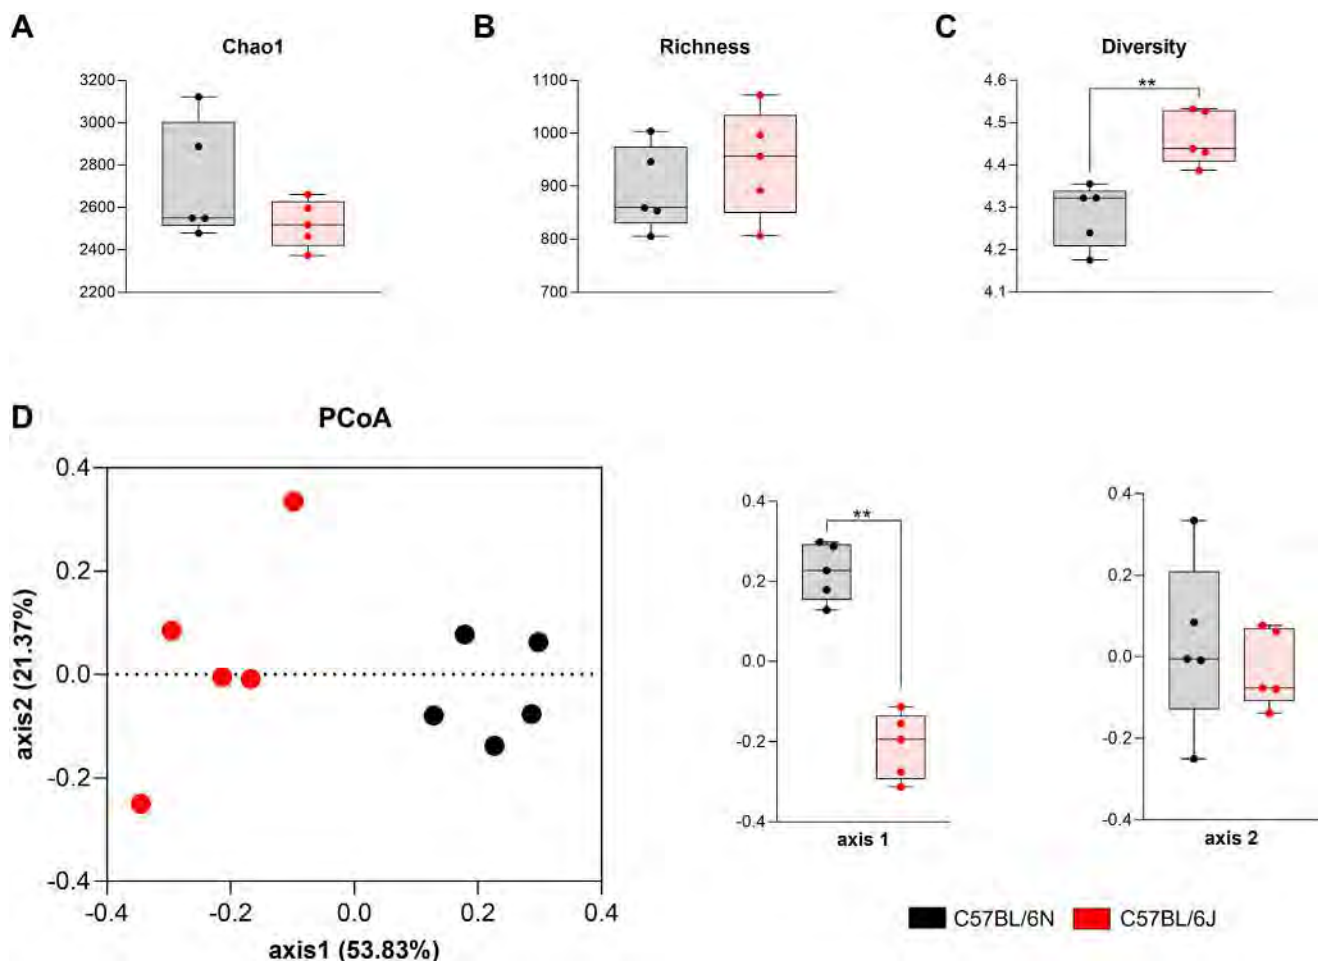 A
Chao1
3200
3000
2800
2600
2400
2200
B
Richness
1100
1000
900
800
700
C
Diversity
4.6
4.5
4.4
4.3
4.2
4.1
**
D
PCoA
axis2 (21.37%)
0.4
0.2
0.0
-0.2
-0.4
-0.4 -0.2 0.0 0.2 0.4
axis1 (53.83%)
0.4
0.2
0.0
-0.2
-0.4
**
axis 1
0.4
0.2
0.0
-0.2
-0.4
axis 2
C57BL/6N C57BL/6J